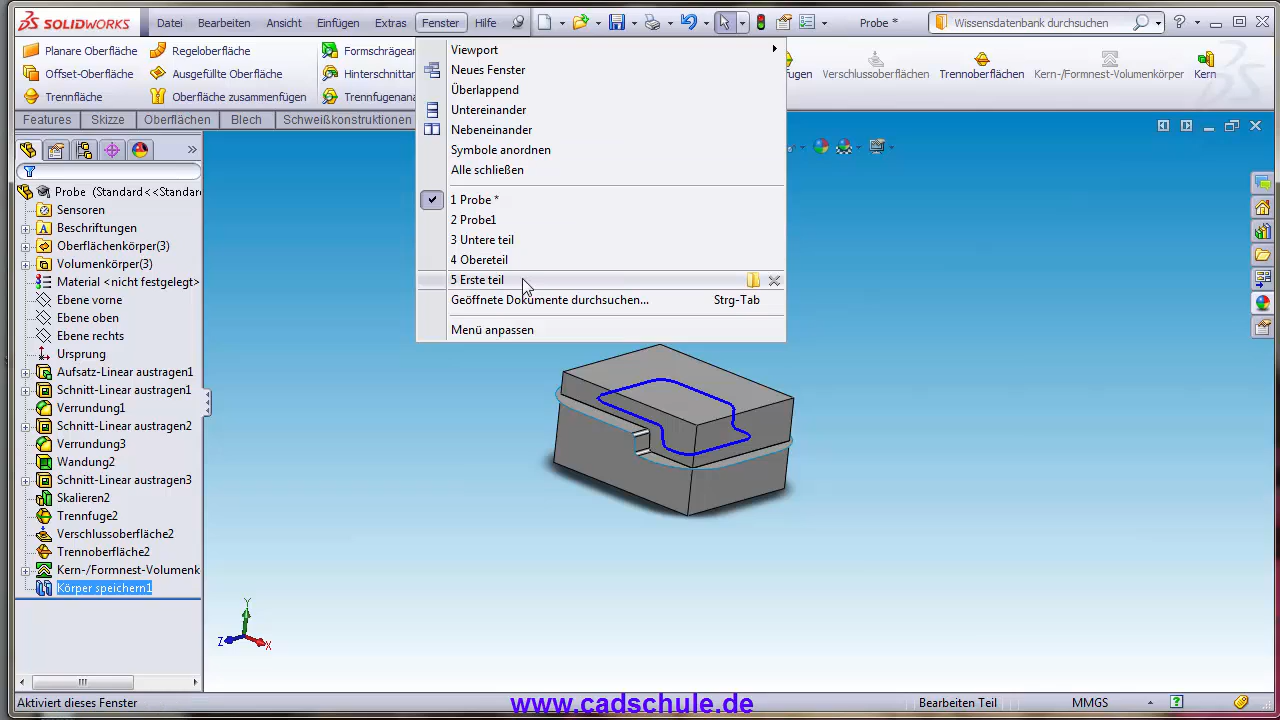 SOLIDWORKS Datei Bearbeiten Ansicht Einfügen Extras Fenster Hilfe Probe * Wissensdatenbank durchsuchen
Planare Oberfläche Regeloberfläche
Offset-Oberfläche Ausgefüllte Oberfläche
Trennfläche Oberfläche zusammenfügen
Formschrägear
Hinterschnittar
Trennfugenana
fugen Verschlussoberflächen Trennoberflächen Kern-/Formnest-Volumenkörper Kern
Features Skizze Oberflächen Blech Schweißkonstruktionen
Viewport
Neues Fenster
Überlappend
Untereinander
Nebeneinander
Symbole anordnen
Alle schließen
1 Probe *
2 Probe1
3 Untere teil
4 Obereteil
5 Erste teil
Geöffnete Dokumente durchsuchen... Strg-Tab
Menü anpassen
Probe (Standard<<Standar
Sensoren
Beschriftungen
Oberflächenkörper(3)
Volumenkörper(3)
Material <nicht festgelegt>
Ebene vorne
Ebene oben
Ebene rechts
Ursprung
Aufsatz-Linear austragen1
Schnitt-Linear austragen1
Verrundung1
Schnitt-Linear austragen2
Verrundung3
Wandung2
Schnitt-Linear austragen3
Skalieren2
Trennfuge2
Verschlussoberfläche2
Trennoberfläche2
Kern-/Formnest-Volumenk
Körper speichern1
Y
Z
X
Aktiviert dieses Fenster www.cadschule.de Bearbeiten Teil MMGS